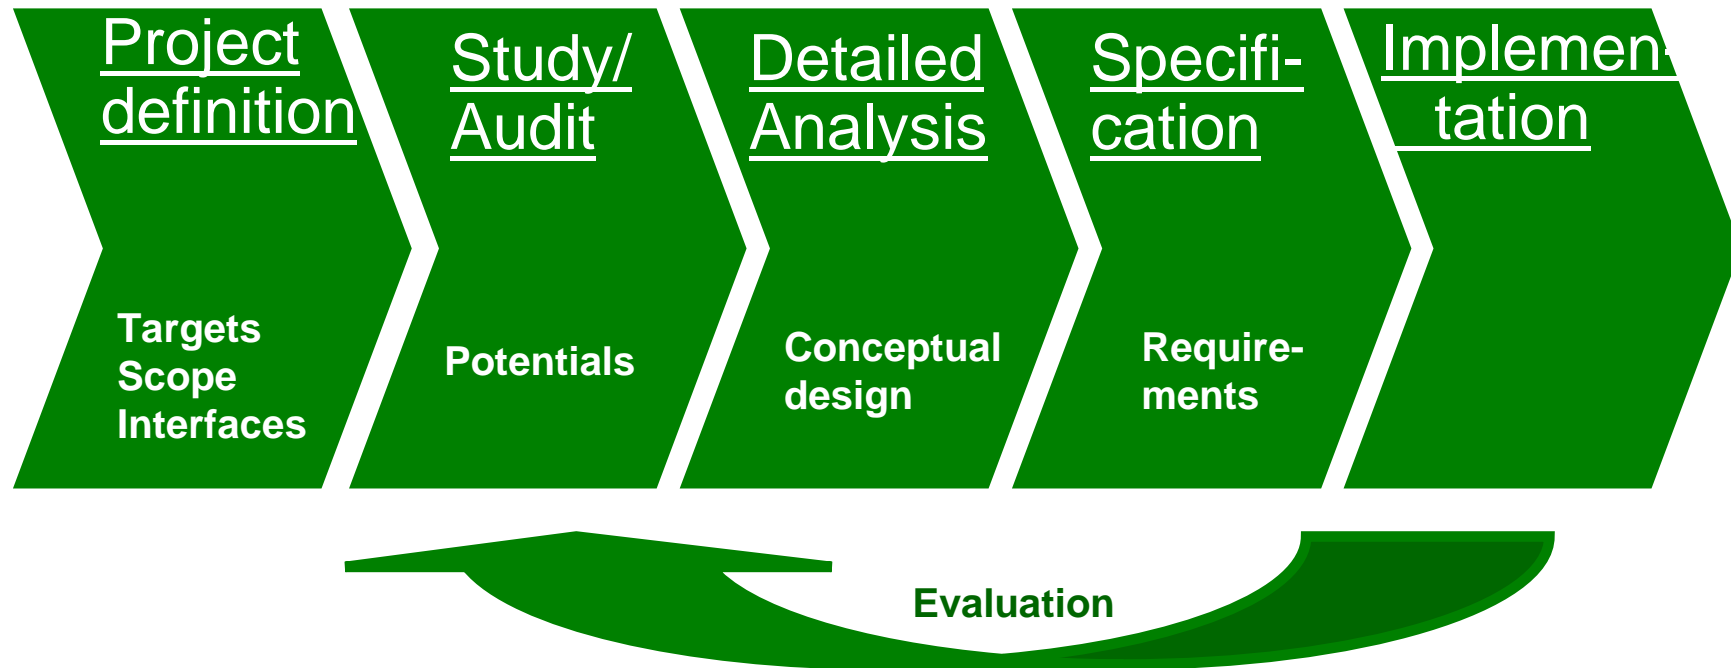 Project
definition
Study/
Audit
Detailed
Analysis
Specifi-
cation
Implemen-
tation
Targets
Scope
Interfaces
Potentials
Conceptual
design
Require-
ments
Evaluation